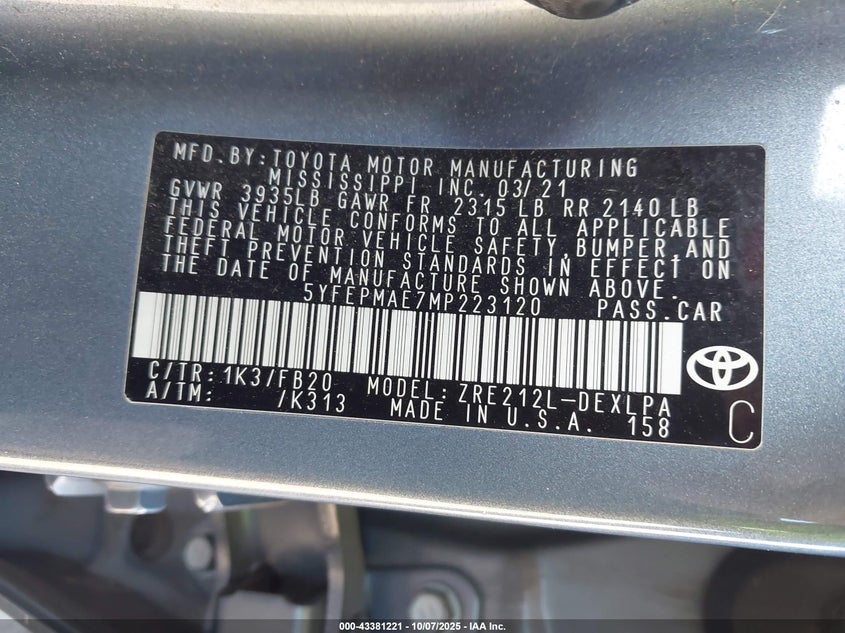 MFD.BY:TOYOTA MOTOR MANUFACTURING
MISSISSIPPI INC. 03/21
GVWR 3935LB GAWR FR 2315 LB RR 2140 LB
THIS VEHICLE CONFORMS TO ALL APPLICABLE
FEDERAL MOTOR VEHICLE SAFETY, BUMPER, AND
THEFT PREVENTION STANDARDS IN EFFECT ON
THE DATE OF MANUFACTURE SHOWN ABOVE.
5YFEPMAE7MP223120 PASS.CAR
C/TR: 1K3/FB20 MODEL: ZRE212L-DEXLPA
A/TM: /K313 MADE IN U.S.A. 158 C
000-43381221 - 10/07/2025 - IAA Inc.